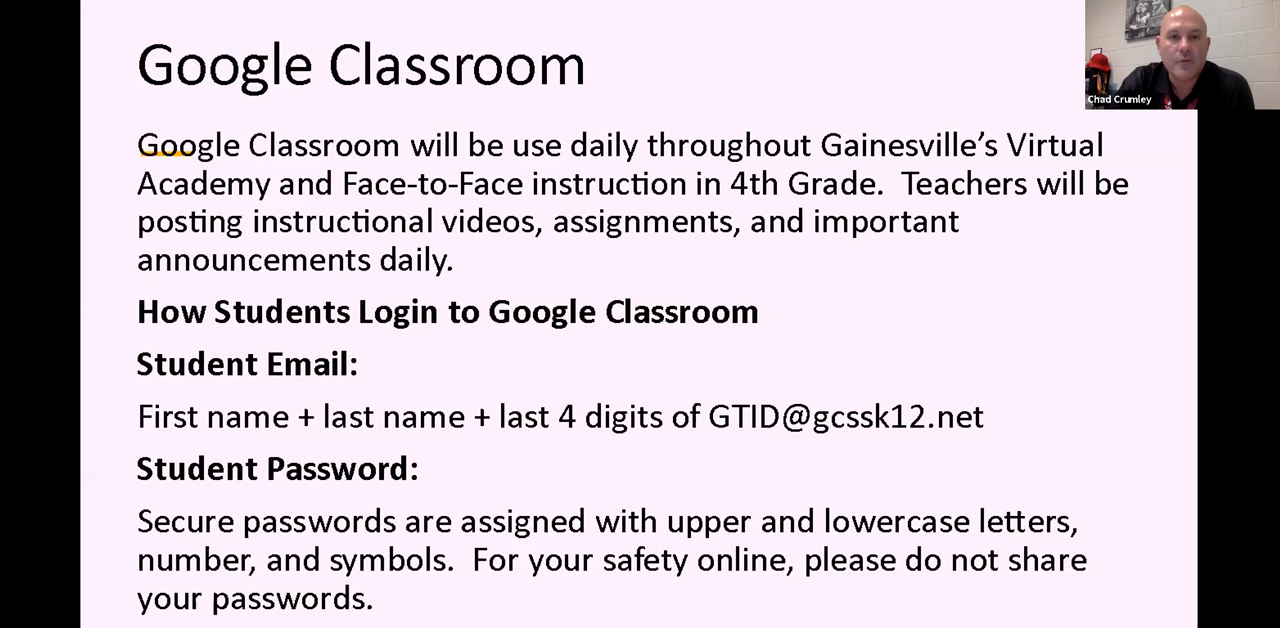 Google Classroom
Chad Crumley
Google Classroom will be use daily throughout Gainesville’s Virtual
Academy and Face-to-Face instruction in 4th Grade.  Teachers will be
posting instructional videos, assignments, and important
announcements daily.
How Students Login to Google Classroom
Student Email:
First name + last name + last 4 digits of GTID@gcssk12.net
Student Password:
Secure passwords are assigned with upper and lowercase letters,
number, and symbols.  For your safety online, please do not share
your passwords.